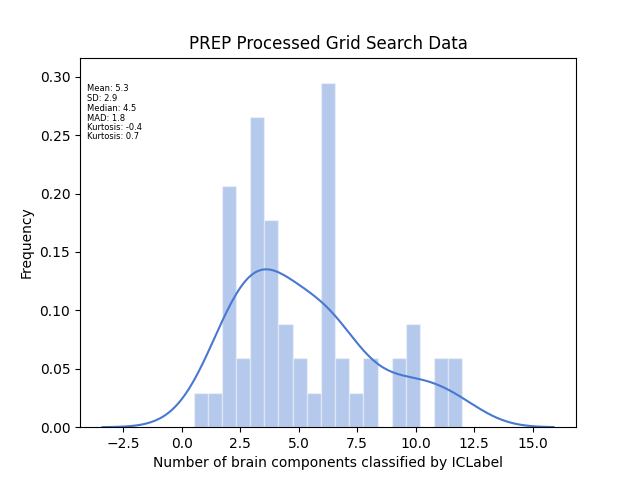 PREP Processed Grid Search Data
0.30
Mean: 5.3
SD: 2.9
Median: 4.5
MAD: 1.8
Kurtosis: -0.4
Kurtosis: 0.7
0.25
0.20
0.15
0.10
0.05
0.00
Frequency
−2.5 0.0 2.5 5.0 7.5 10.0 12.5 15.0
Number of brain components classified by ICLabel